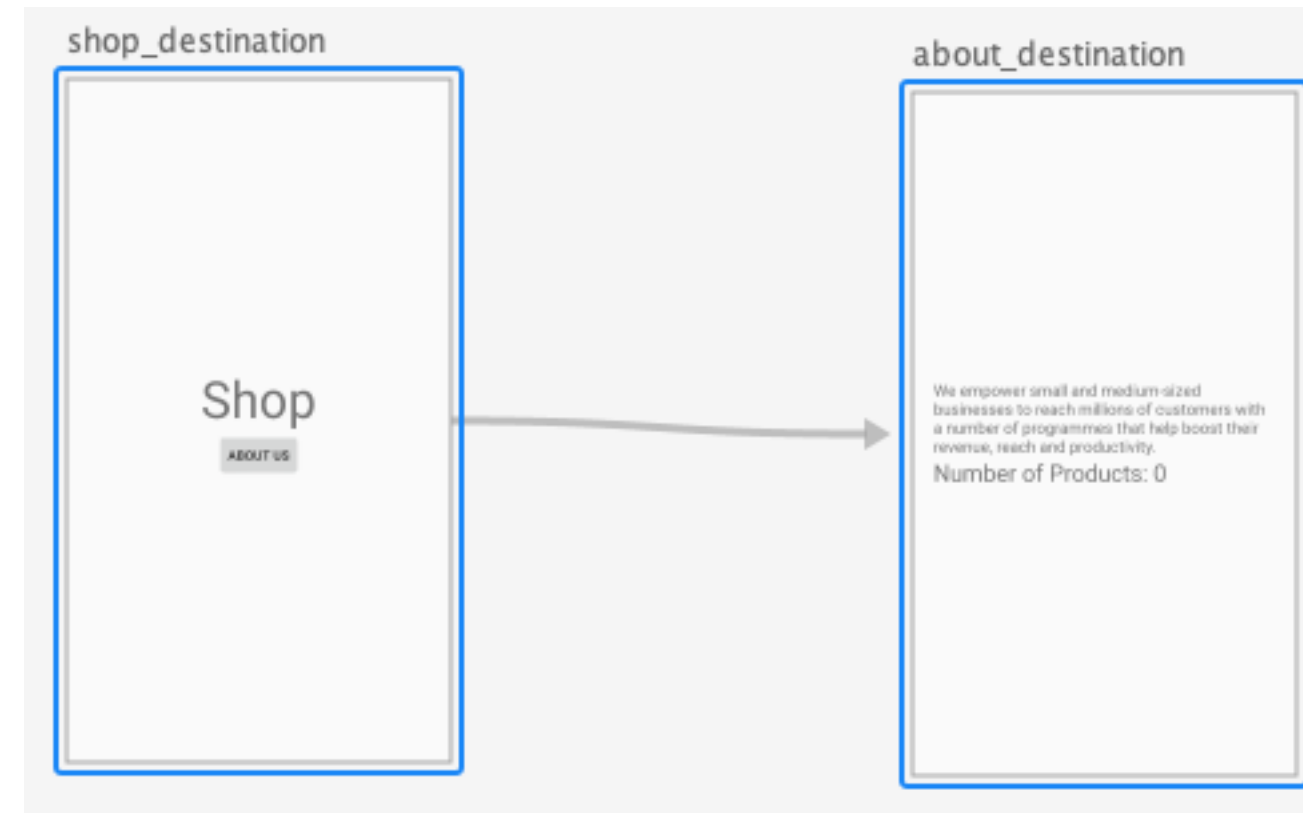 shop_destination
about_destination
Shop
ABOUT US
We empower small and medium-sized
businesses to reach millions of customers with
a number of programmes that help boost their
revenue, reach and productivity.
Number of Products: 0